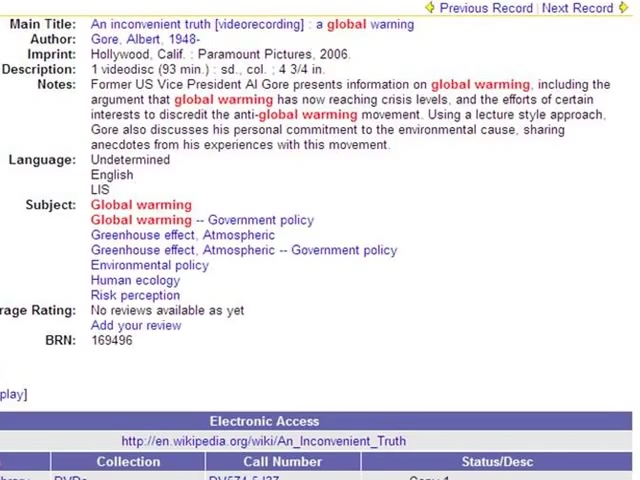 Previous Record | Next Record
Main Title: An inconvenient truth [videorecording] : a global warning
Author: Gore, Albert, 1948-
Imprint: Hollywood, Calif. : Paramount Pictures, 2006.
Description: 1 videodisc (93 min.) : sd., col. ; 4 3/4 in.
Notes: Former US Vice President Al Gore presents information on global warming, including the
argument that global warming has now reaching crisis levels, and the efforts of certain
interests to discredit the anti-global warming movement. Using a lecture style approach,
Gore also discusses his personal commitment to the environmental cause, sharing
anecdotes from his experiences with this movement.
Language: Undetermined
English
LIS
Subject: Global warming
Global warming -- Government policy
Greenhouse effect, Atmospheric
Greenhouse effect, Atmospheric -- Government policy
Environmental policy
Human ecology
Risk perception
rage Rating: No reviews available as yet
Add your review
BRN: 169496
play]
Electronic Access
http://en.wikipedia.org/wiki/An_Inconvenient_Truth
Collection Call Number Status/Desc